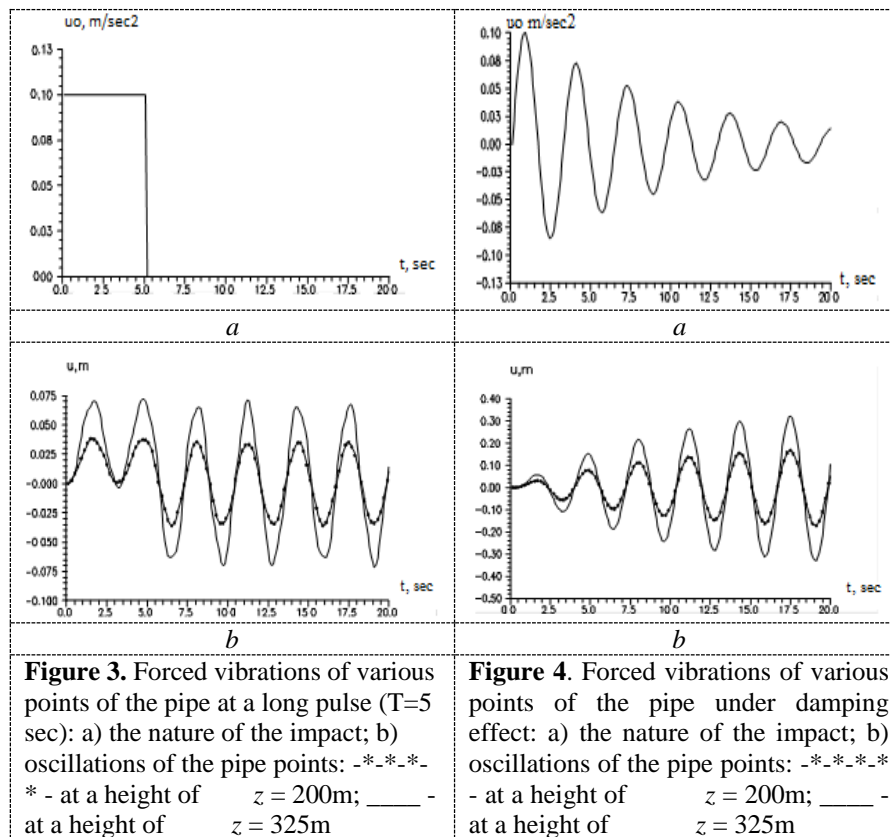 uo, m/sec2
0.13
0.10
0.08
0.05
0.03
0.00
t, sec
0.0 2.5 5.0 7.5 10.0 12.5 15.0 17.5 20.0
a
uo m/sec2
0.10
0.08
0.05
0.03
0.00
-0.03
-0.05
-0.08
-0.10
-0.13
t, sec
0.0 2.5 5.0 7.5 10.0 12.5 15.0 17.5 20.0
a
u,m
0.075
0.050
0.025
-0.000
-0.025
-0.050
-0.075
-0.100
t, sec
0.0 2.5 5.0 7.5 10.0 12.5 15.0 17.5 20.0
b
u,m
0.40
0.30
0.20
0.10
0.00
-0.10
-0.20
-0.30
-0.40
-0.50
t, sec
0.0 2.5 5.0 7.5 10.0 12.5 15.0 17.5 20.0
b
Figure 3. Forced vibrations of various
points of the pipe at a long pulse (T=5
sec): a) the nature of the impact; b)
oscillations of the pipe points: -*-*-*-
* - at a height of z = 200m; ____ -
at a height of z = 325m
Figure 4. Forced vibrations of various
points of the pipe under damping
effect: a) the nature of the impact; b)
oscillations of the pipe points: -*-*-*-*
- at a height of z = 200m; ____ -
at a height of z = 325m